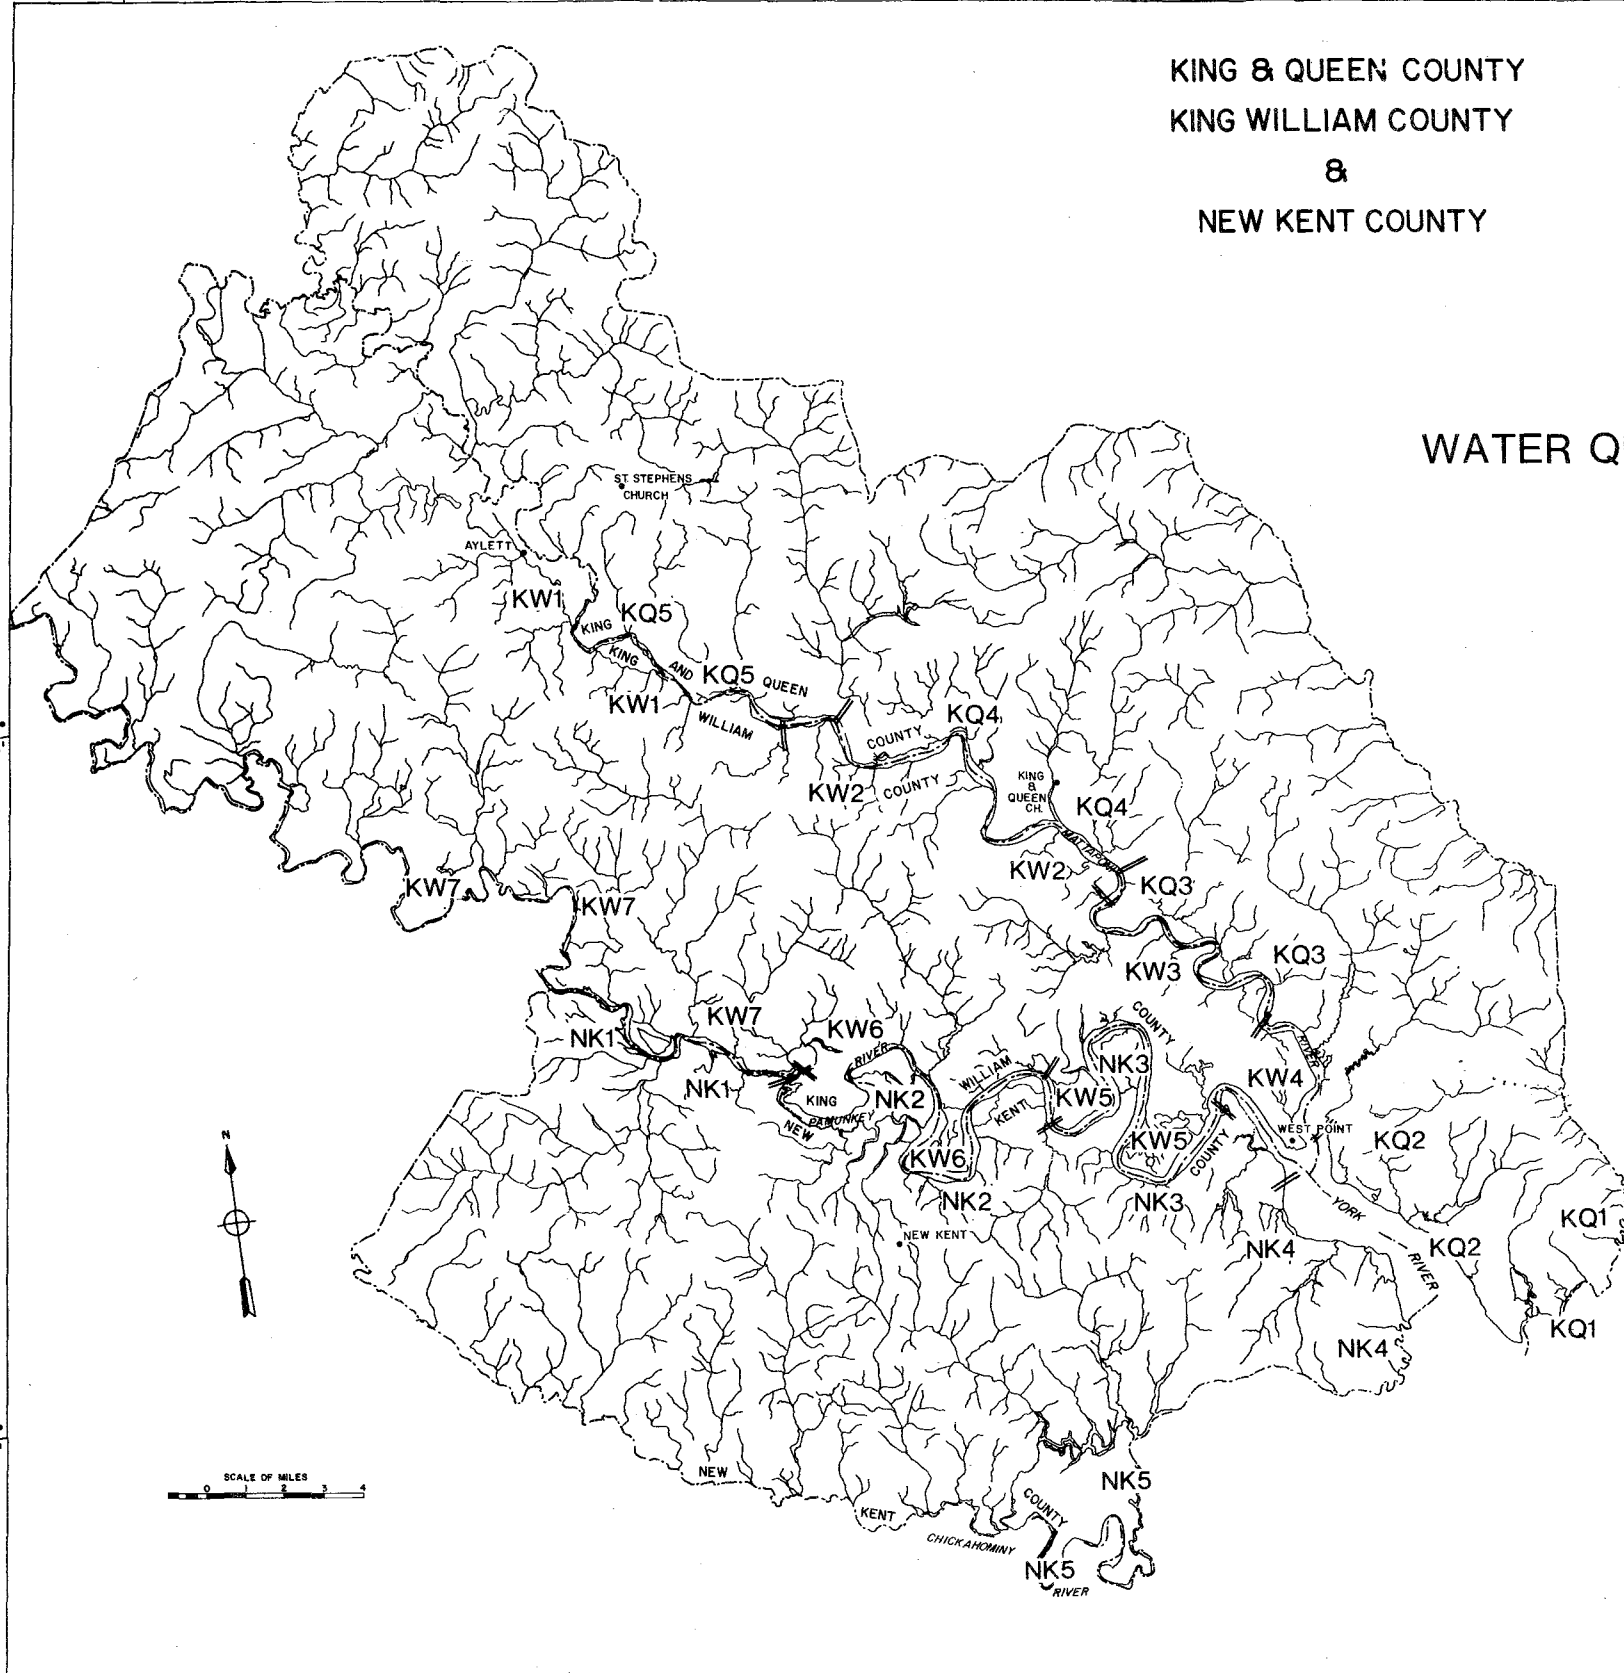 KING & QUEEN COUNTY
KING WILLIAM COUNTY
&
NEW KENT COUNTY
WATER Q
ST. STEPHENS
CHURCH
AYLETT
KW1
KQ5
KING
KING
AND
KQ5
QUEEN
KW1
WILLIAM
KQ4
COUNTY
KW2
COUNTY
KING
&
QUEEN
CH.
KQ4
MATTAPONI
KW2
KQ3
KW7
KW7
KW3
KQ3
KW7
KW6
NK1
RIVER
COUNTY
RIVER
NK1
KING
PAMUNKEY
NEW
NK2
WILLIAM
KENT
KW5
NK3
KW4
WEST POINT
KQ2
KW6
KW5
COUNTY
N
NK2
NK3
YORK
KQ1
NEW KENT
NK4
KQ2
RIVER
KQ1
NK4
SCALE OF MILES
0 1 2 3 4
NEW
KENT
COUNTY
NK5
CHICKAHOMINY
NK5
RIVER